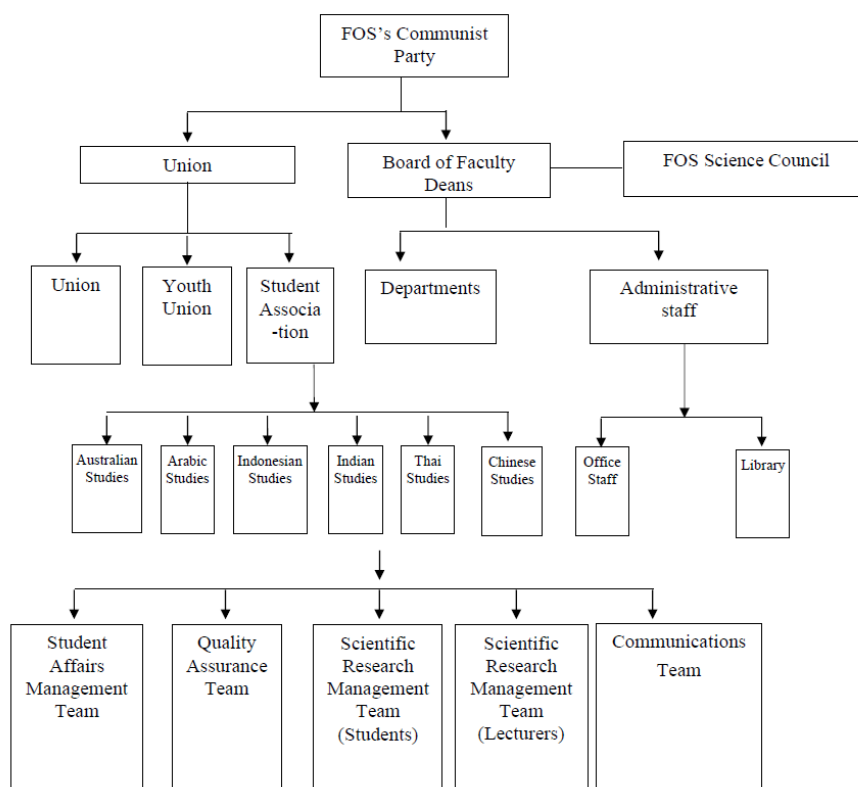 FOS's Communist
Party
Union
Board of Faculty
Deans
FOS Science Council
Union
Youth
Union
Student
Associa
-tion
Departments
Administrative
staff
Australian
Studies
Arabic
Studies
Indonesian
Studies
Indian
Studies
Thai
Studies
Chinese
Studies
Office
Staff
Library
Student
Affairs
Management
Team
Quality
Assurance
Team
Scientific
Research
Management
Team
(Students)
Scientific
Research
Management
Team
(Lecturers)
Communications
Team